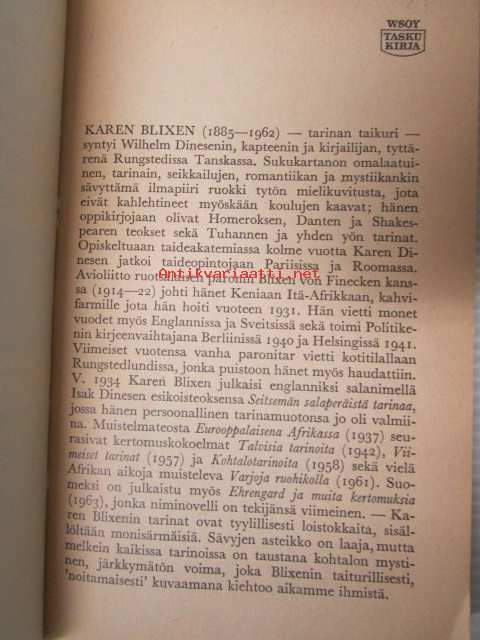 WSOY
TASKU
KIRJA
KAREN BLIXEN (1885—1962) — tarinan taikuri —
syntyi Wilhelm Dinesenin, kapteenin ja kirjailijan, tyttä-
renä Rungstedissa Tanskassa. Sukukartanon omalaatui-
nen, tarinain, seikkailujen, romantiikan ja mystiikankin
sävyttämä ilmapiiri ruokki tytön mielikuvitusta, jota
eivät kahlehtineet myöskään koulujen kaavat; hänen
oppikirjojaan olivat Homeroksen, Danten ja Shakes-
pearen teokset sekä Tuhannen ja yhden yön tarinat.
Opiskeltuaan taideakatemiassa kolme vuotta Karen Di-
nesen jatkoi taideopintojaan Pariisissa ja Roomassa.
Antikvariaatti.net
Avioliitto ruotsalaisen paronin Blixen von Finecken kans-
sa (1914—22) johti hänet Keniaan Itä-Afrikkaan, kahvi-
farmille jota hän hoiti vuoteen 1931. Hän vietti monet
vuodet myös Englannissa ja Sveitsissä sekä toimi Politike-
nin kirjeenvaihtajana Berliinissä 1940 ja Helsingissä 1941.
Viimeiset vuotensa vanha paronitar vietti kotitilallaan
Rungstedlundissa, jonka puistoon hänet myös haudattiin.
V. 1934 Karen Blixen julkaisi englanniksi salanimellä
Isak Dinesen esikoisteoksensa Seitsemän salaperäistä tarinaa,
jossa hänen persoonallinen tarinamuotonsa jo oli valmii-
na. Muistelmateosta Eurooppalaisena Afrikassa (1937) seu-
rasivat kertomuskokoelmat Talvisia tarinoita (1942), Vii-
meiset tarinat (1957) ja Kohtalotarinoita (1958) sekä vielä
Afrikan aikoja muisteleva Varjoja ruohikolla (1961). Suo-
meksi on julkaistu myös Ehrengard ja muita kertomuksia
(1963), jonka niminovelli on tekijänsä viimeinen. — Ka-
ren Blixenin tarinat ovat tyylillisesti loistokkaita, sisäl-
löltään monisärmäisiä. Sävyjen asteikko on laaja, mutta
melkein kaikissa tarinoissa on taustana kohtalon mysti-
nen, järkkymätön voima, joka Blixenin taiturillisesti,
'noitamaisesti' kuvaamana kiehtoo aikamme ihmistä.